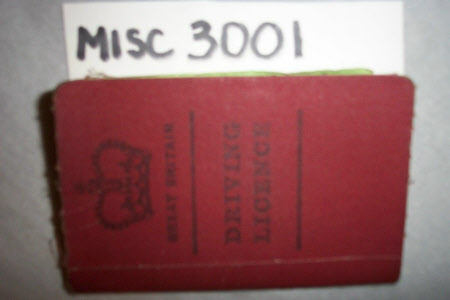 MISC 3001
GREAT BRITAIN
DRIVING
LICENCE